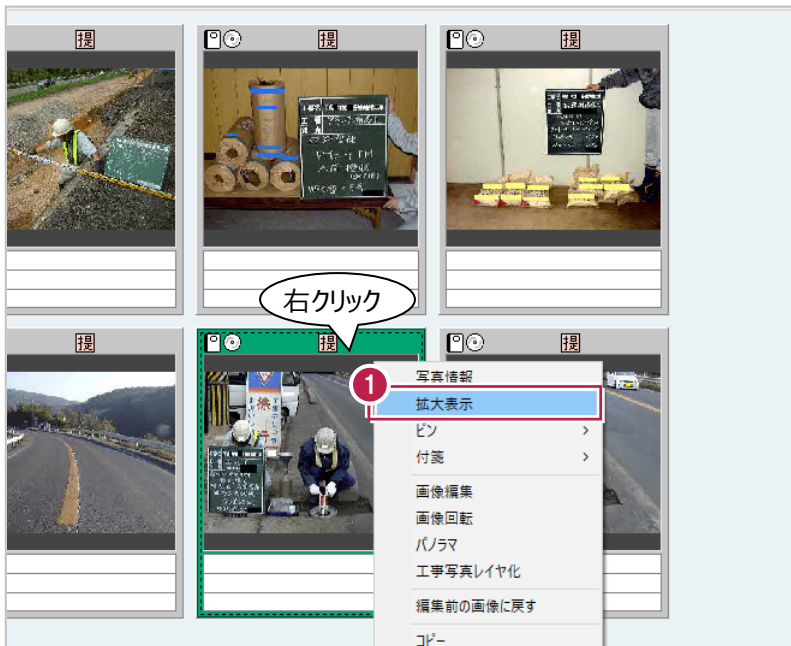 提
提
提
右クリック
提
提
提
1
写真情報
拡大表示
ピン
付箋
画像編集
画像回転
パノラマ
工事写真レイヤ化
編集前の画像に戻す
コピー